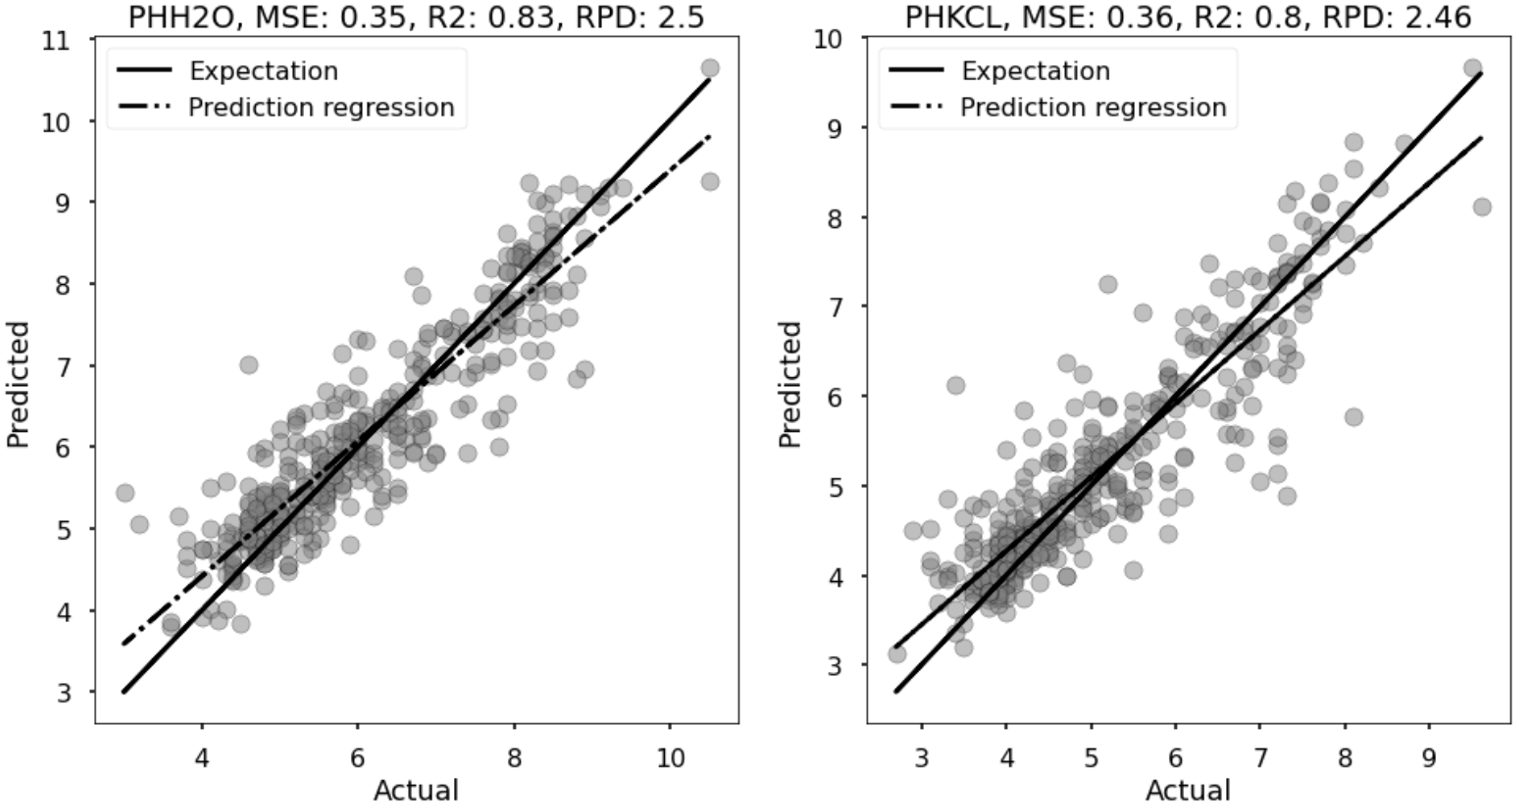 PHH2O, MSE: 0.35, R2: 0.83, RPD: 2.5
Expectation
Prediction regression
11
10
9
8
7
6
5
4
3
Predicted
4 6 8 10
Actual
PHKCL, MSE: 0.36, R2: 0.8, RPD: 2.46
Expectation
Prediction regression
10
9
8
7
6
5
4
3
Predicted
3 4 5 6 7 8 9
Actual